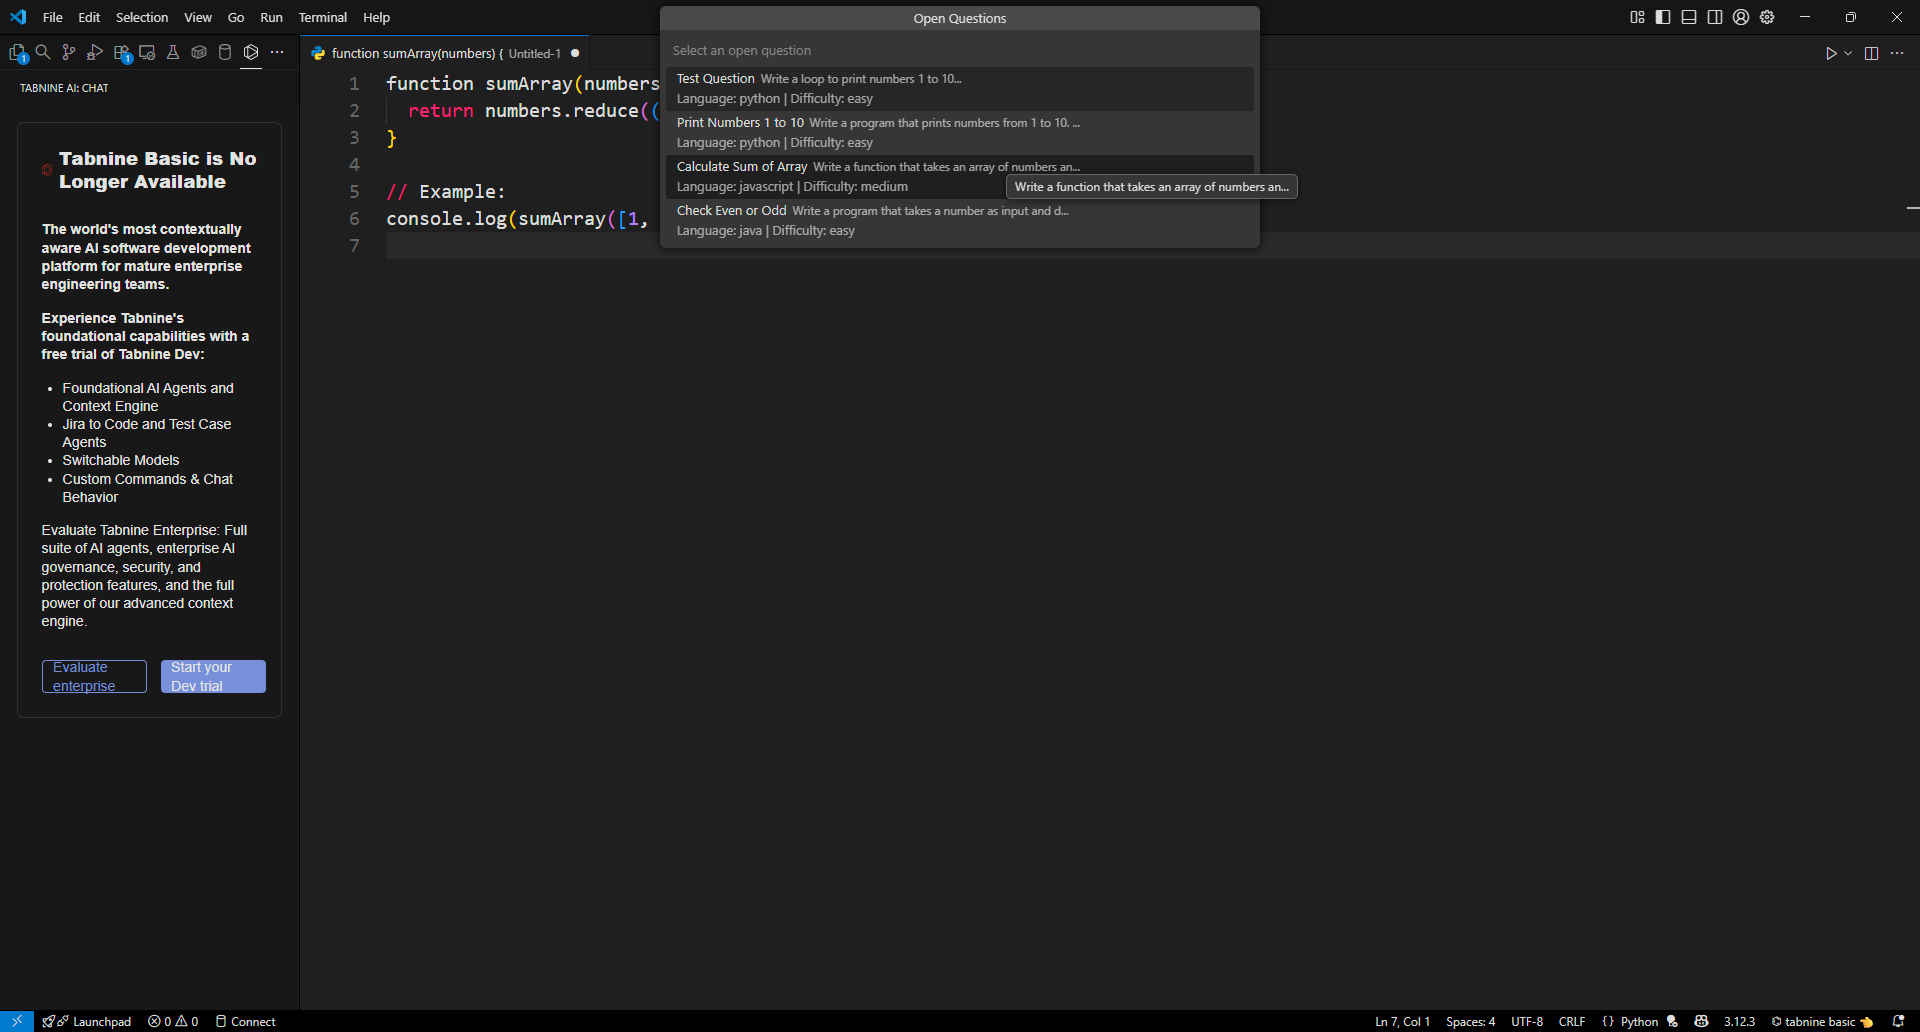 File Edit Selection View Go Run Terminal Help
Open Questions
1 1
function sumArray(numbers) { Untitled-1
TABNINE AI: CHAT
Tabnine Basic is No
Longer Available
The world's most contextually
aware AI software development
platform for mature enterprise
engineering teams.
Experience Tabnine's
foundational capabilities with a
free trial of Tabnine Dev:
• Foundational AI Agents and
Context Engine
• Jira to Code and Test Case
Agents
• Switchable Models
• Custom Commands & Chat
Behavior
Evaluate Tabnine Enterprise: Full
suite of AI agents, enterprise AI
governance, security, and
protection features, and the full
power of our advanced context
engine.
Evaluate
enterprise
Start your
Dev trial
1 function sumArray(numbers
2 return numbers.reduce((
3 }
4
5 // Example:
6 console.log(sumArray([1,
7
Select an open question
Test Question Write a loop to print numbers 1 to 10...
Language: python | Difficulty: easy
Print Numbers 1 to 10 Write a program that prints numbers from 1 to 10. ...
Language: python | Difficulty: easy
Calculate Sum of Array Write a function that takes an array of numbers an...
Language: javascript | Difficulty: medium
Write a function that takes an array of numbers an...
Check Even or Odd Write a program that takes a number as input and d...
Language: java | Difficulty: easy
Launchpad 0 0 Connect
Ln 7, Col 1 Spaces: 4 UTF-8 CRLF {} Python 3.12.3 tabnine basic